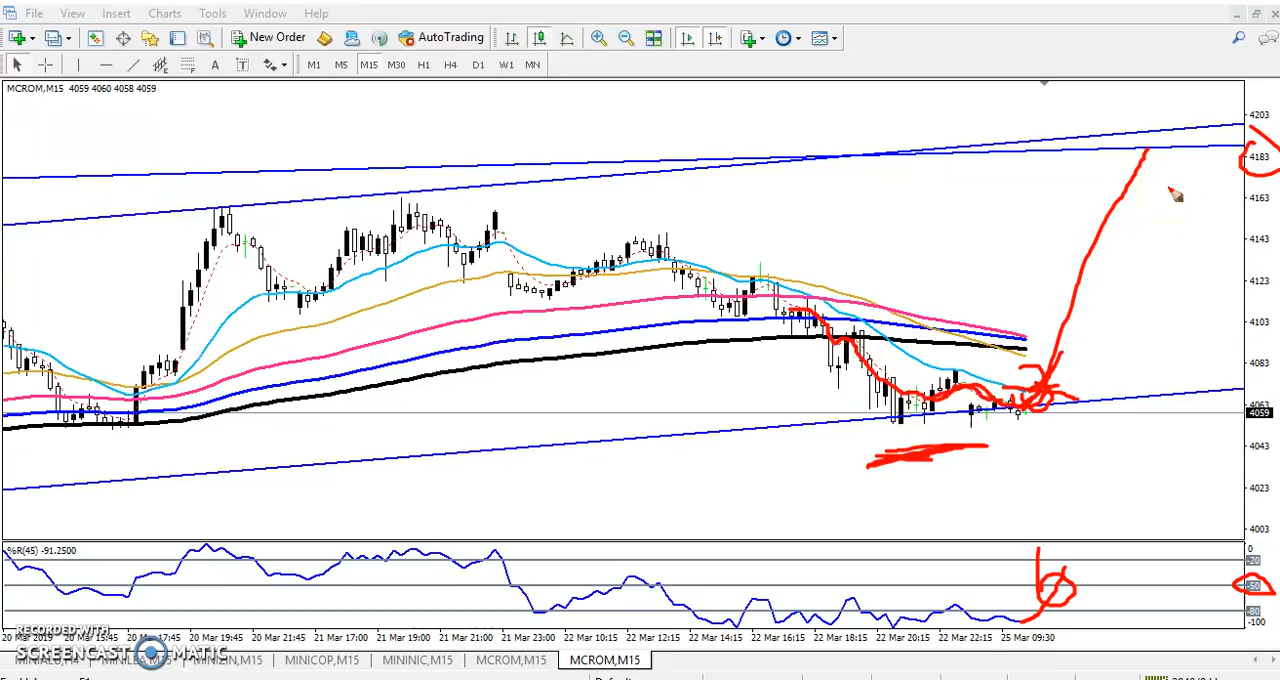 File View Insert Charts Tools Window Help
New Order AutoTrading
A T M1 M5 M15 M30 H1 H4 D1 W1 MN
MCROM,M15 4059 4060 4058 4059
4203
4183
4163
4143
4123
4103
4083
4063
4059
4043
4023
4003
%R(45) -91.2500
0
-20
-50
-80
-100
20 Mar 2019 20 Mar 15:45 20 Mar 17:45 20 Mar 19:45 20 Mar 21:45 21 Mar 17:00 21 Mar 19:00 21 Mar 21:00 21 Mar 23:00 22 Mar 12:15 22 Mar 14:15 22 Mar 16:15 22 Mar 18:15 22 Mar 20:15 22 Mar 22:15 25 Mar 09:30
RECORDED WITH
SCREENCAST MATIC
MINIZIN,M15 MINICOP,M15 MININIC,M15 MCROM,M15 MCROM,M15